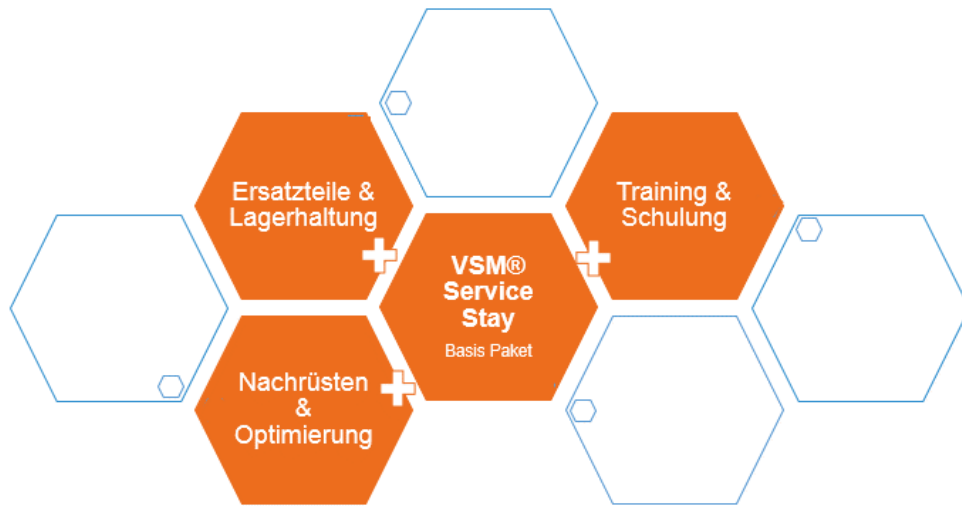 Ersatzteile &
Lagerhaltung
Training &
Schulung
VSM®
Service
Stay
Basis Paket
Nachrüsten
&
Optimierung